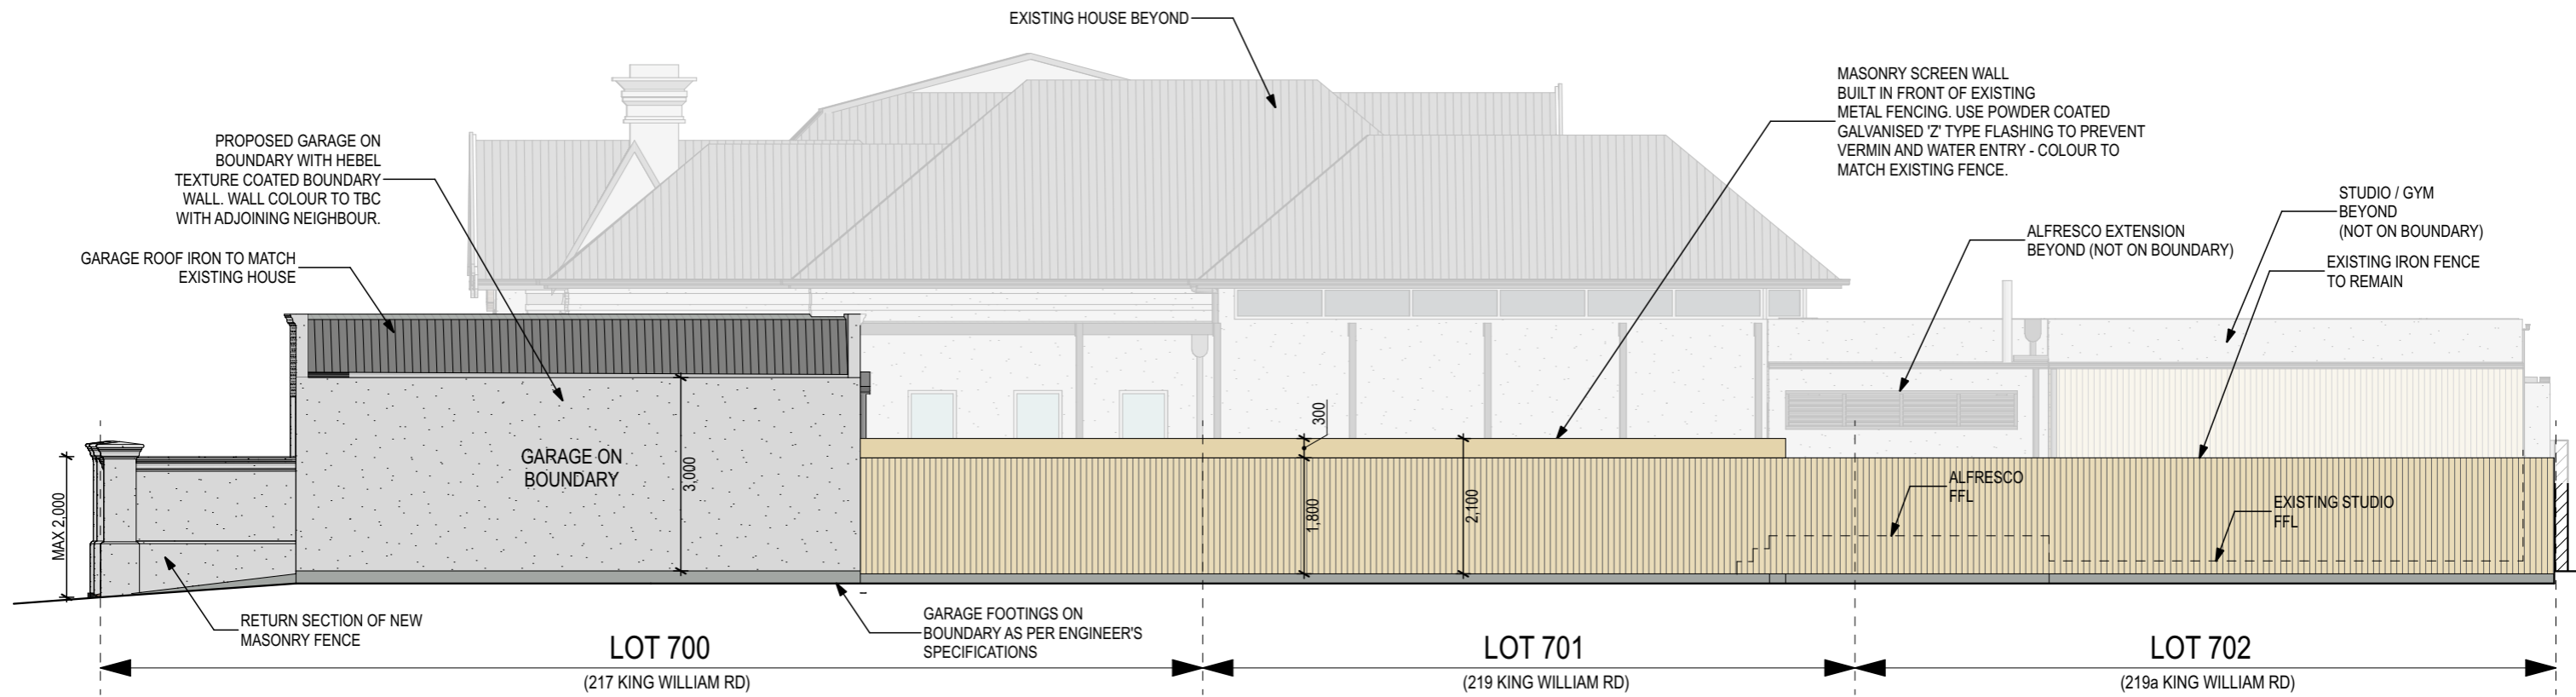 EXISTING HOUSE BEYOND
MASONRY SCREEN WALL
BUILT IN FRONT OF EXISTING
METAL FENCING. USE POWDER COATED
GALVANISED 'Z' TYPE FLASHING TO PREVENT
VERMIN AND WATER ENTRY - COLOUR TO
MATCH EXISTING FENCE.
PROPOSED GARAGE ON
BOUNDARY WITH HEBEL
TEXTURE COATED BOUNDARY
WALL. WALL COLOUR TO TBC
WITH ADJOINING NEIGHBOUR.
STUDIO / GYM
BEYOND
(NOT ON BOUNDARY)
ALFRESCO EXTENSION
BEYOND (NOT ON BOUNDARY)
GARAGE ROOF IRON TO MATCH
EXISTING HOUSE
EXISTING IRON FENCE
TO REMAIN
300
GARAGE ON
BOUNDARY
3,000
MAX 2,000
1,800
2,100
ALFRESCO
FFL
EXISTING STUDIO
FFL
RETURN SECTION OF NEW
MASONRY FENCE
GARAGE FOOTINGS ON
BOUNDARY AS PER ENGINEER'S
SPECIFICATIONS
LOT 700
(217 KING WILLIAM RD)
LOT 701
(219 KING WILLIAM RD)
LOT 702
(219a KING WILLIAM RD)